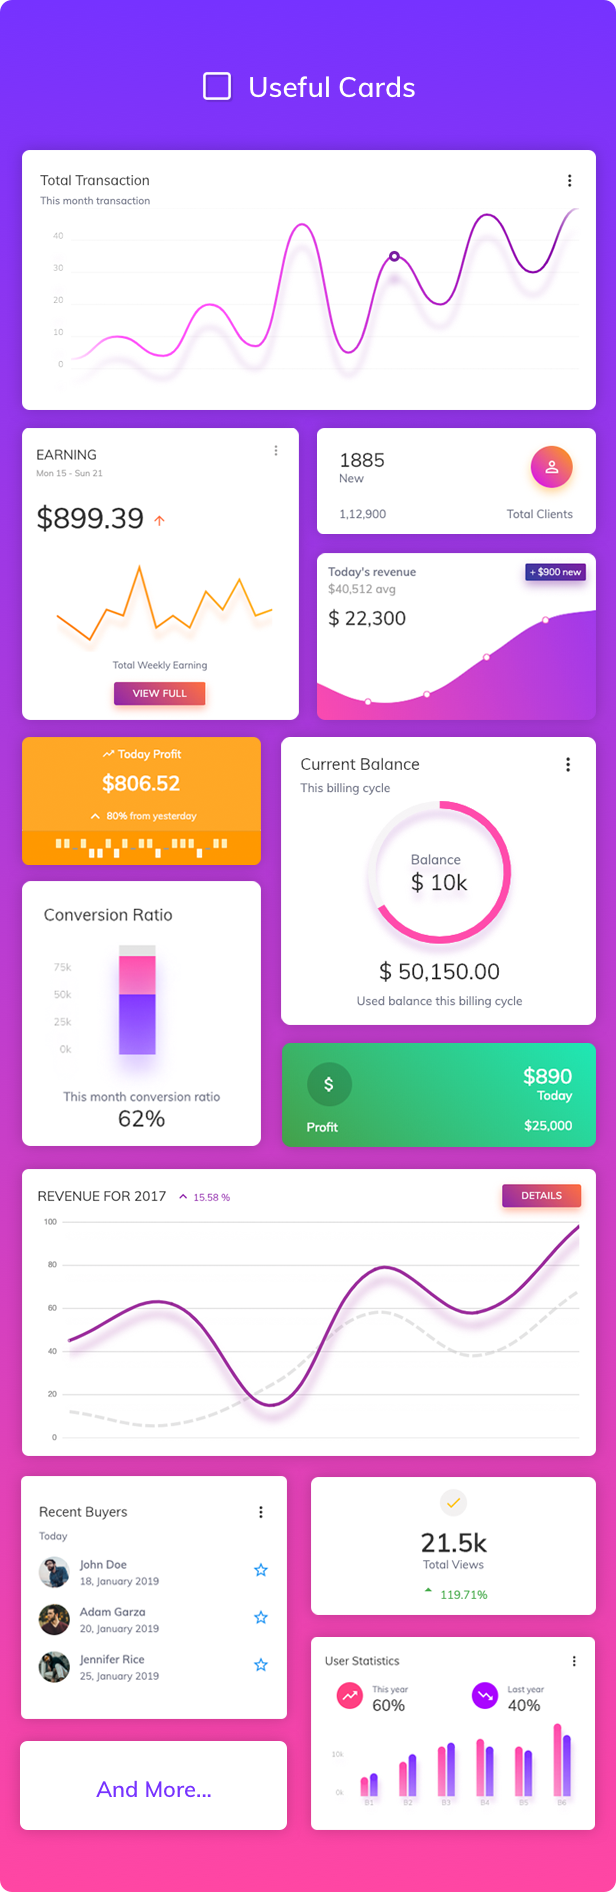 Useful Cards
Total Transaction
This month transaction
40
30
20
10
0
EARNING
Mon 15 - Sun 21
$899.39
Total Weekly Earning
VIEW FULL
1885
New
1,12,900 Total Clients
Today's revenue
+ $900 new
$40,512 avg
$ 22,300
Today Profit
$806.52
80% from yesterday
Current Balance
This billing cycle
Balance
$ 10k
$ 50,150.00
Used balance this billing cycle
Conversion Ratio
75k
50k
25k
0k
This month conversion ratio
62%
$
$890
Today
Profit $25,000
REVENUE FOR 2017 15.58 %
DETAILS
100
80
60
40
20
0
Recent Buyers
Today
John Doe
18, January 2019
Adam Garza
20, January 2019
Jennifer Rice
25, January 2019
21.5k
Total Views
119.71%
User Statistics
This year
60%
Last year
40%
10k
0k
B1 B2 B3 B4 B5 B6
And More...